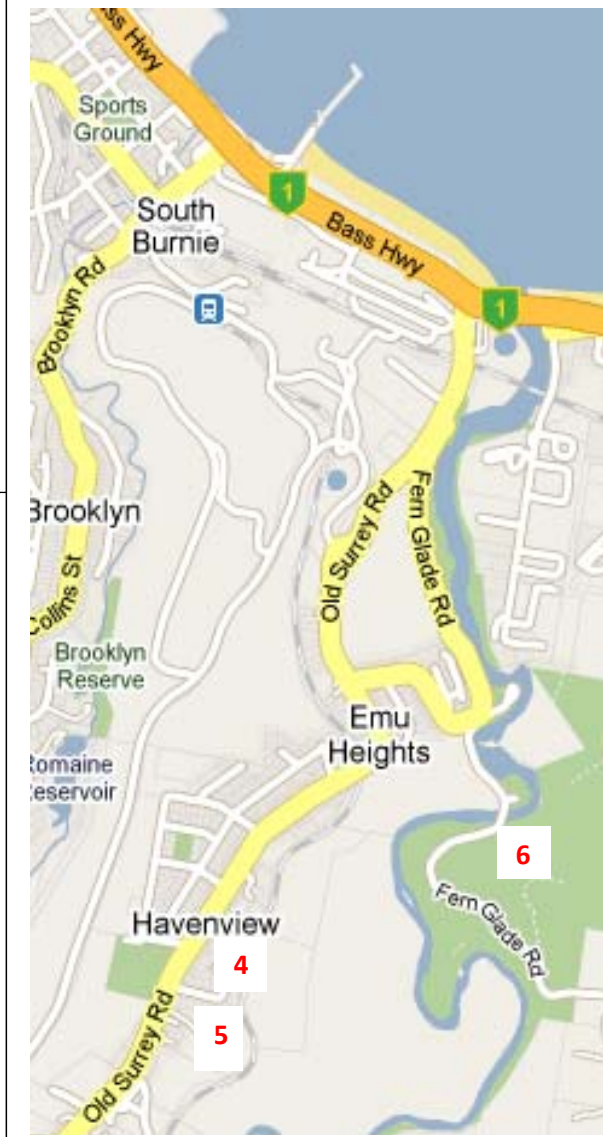 ss Hwy
Sports
Ground
1
South
Burnie
Bass Hwy
1
Brooklyn Rd
Brooklyn
Old Surrey Rd
Fern Glade Rd
Collins St
Brooklyn
Reserve
Emu
Heights
Romaine
Reservoir
6
Fern Glade Rd
Havenview
4
5
Old Surrey Rd